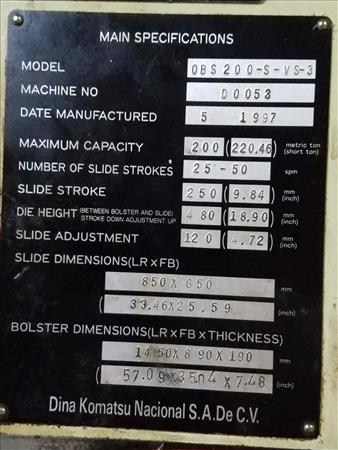 MAIN SPECIFICATIONS
MODEL OBS200-S-VS-3
MACHINE NO 00053
DATE MANUFACTURED 5 1997
MAXIMUM CAPACITY 200 (220.46) metric ton (short ton)
NUMBER OF SLIDE STROKES 25-50 spm
SLIDE STROKE 250 (9.84) mm (inch)
DIE HEIGHT (BETWEEN BOLSTER AND SLIDE/ STROKE DOWN ADJUSTMENT UP) 480 (18.90) mm (inch)
SLIDE ADJUSTMENT 120 (4.72) mm (inch)
SLIDE DIMENSIONS(LR×FB)
850X650 mm
(33.46X25.59) (inch)
BOLSTER DIMENSIONS(LR×FB×THICKNESS)
1450X890X190 mm
(57.09X35.04X7.48) (inch)
Dina Komatsu Nacional S.A.De C.V.